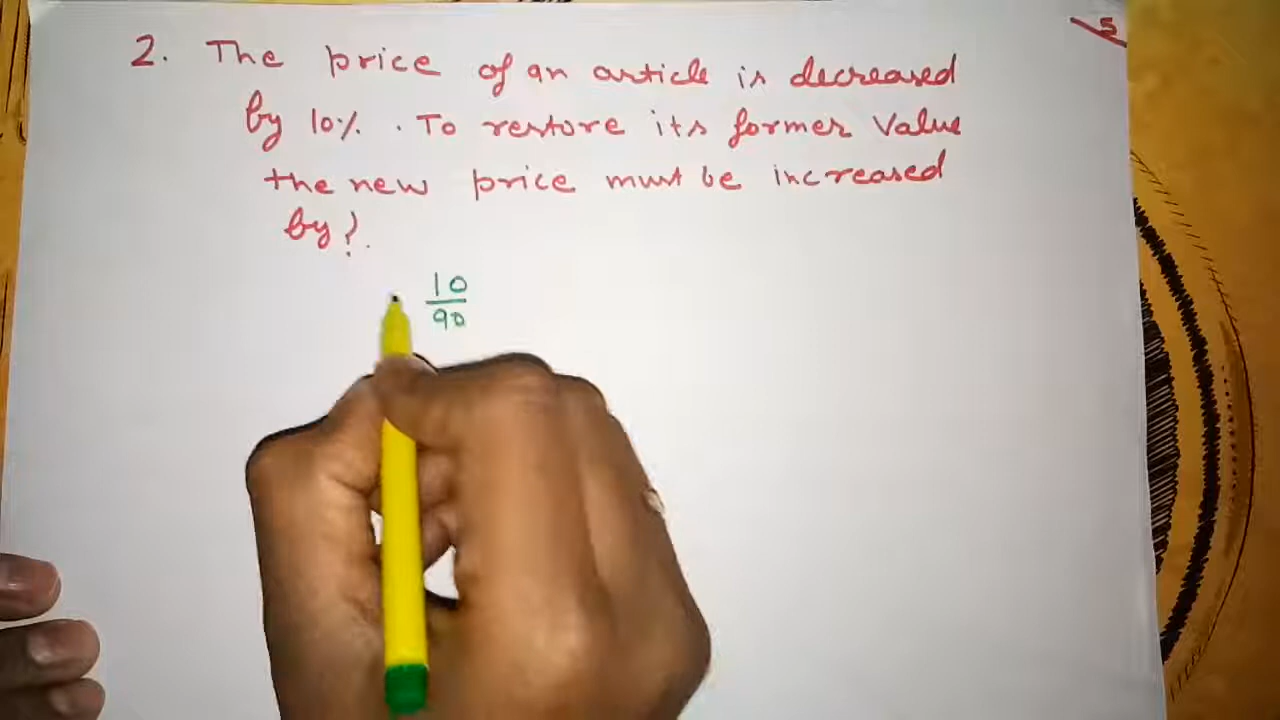 5
2. The price of an article is decreased
by 10%. To restore its former value
the new price must be increased
by?.
10
90